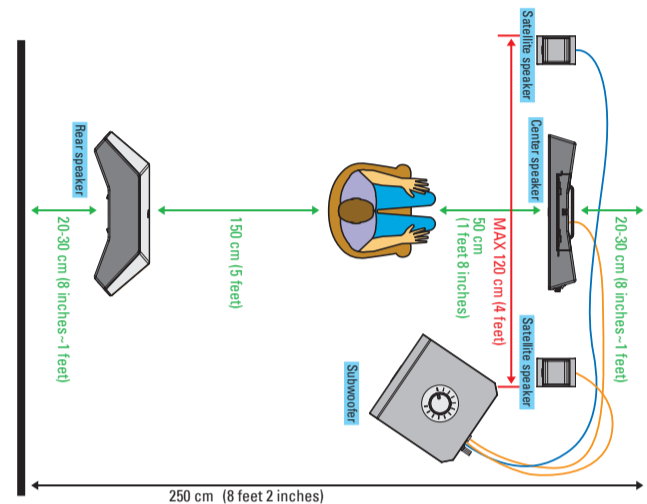 Satellite speaker
Center speaker
Satellite speaker
20-30 cm (8 inches~1 feet)
MAX 120 cm (4 feet)
50 cm
(1 feet 8 inches)
Subwoofer
150 cm (5 feet)
Rear speaker
20-30 cm (8 inches~1 feet)
250 cm (8 feet 2 inches)